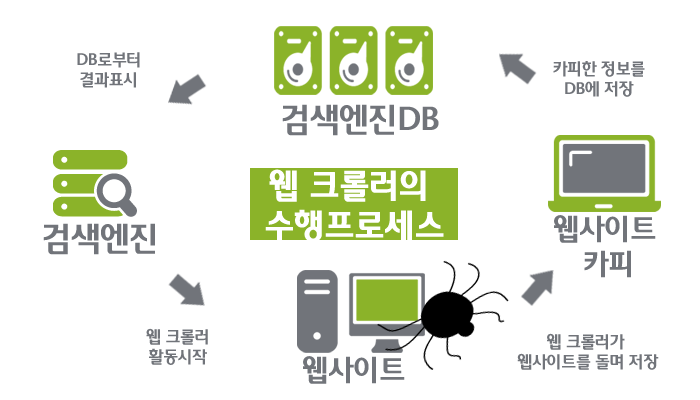 DB로부터
결과표시
검색엔진DB
카피한 정보를
DB에 저장
웹 크롤러의
수행프로세스
검색엔진
웹사이트
카피
웹 크롤러
활동시작
웹사이트
웹 크롤러가
웹사이트를 돌며 저장